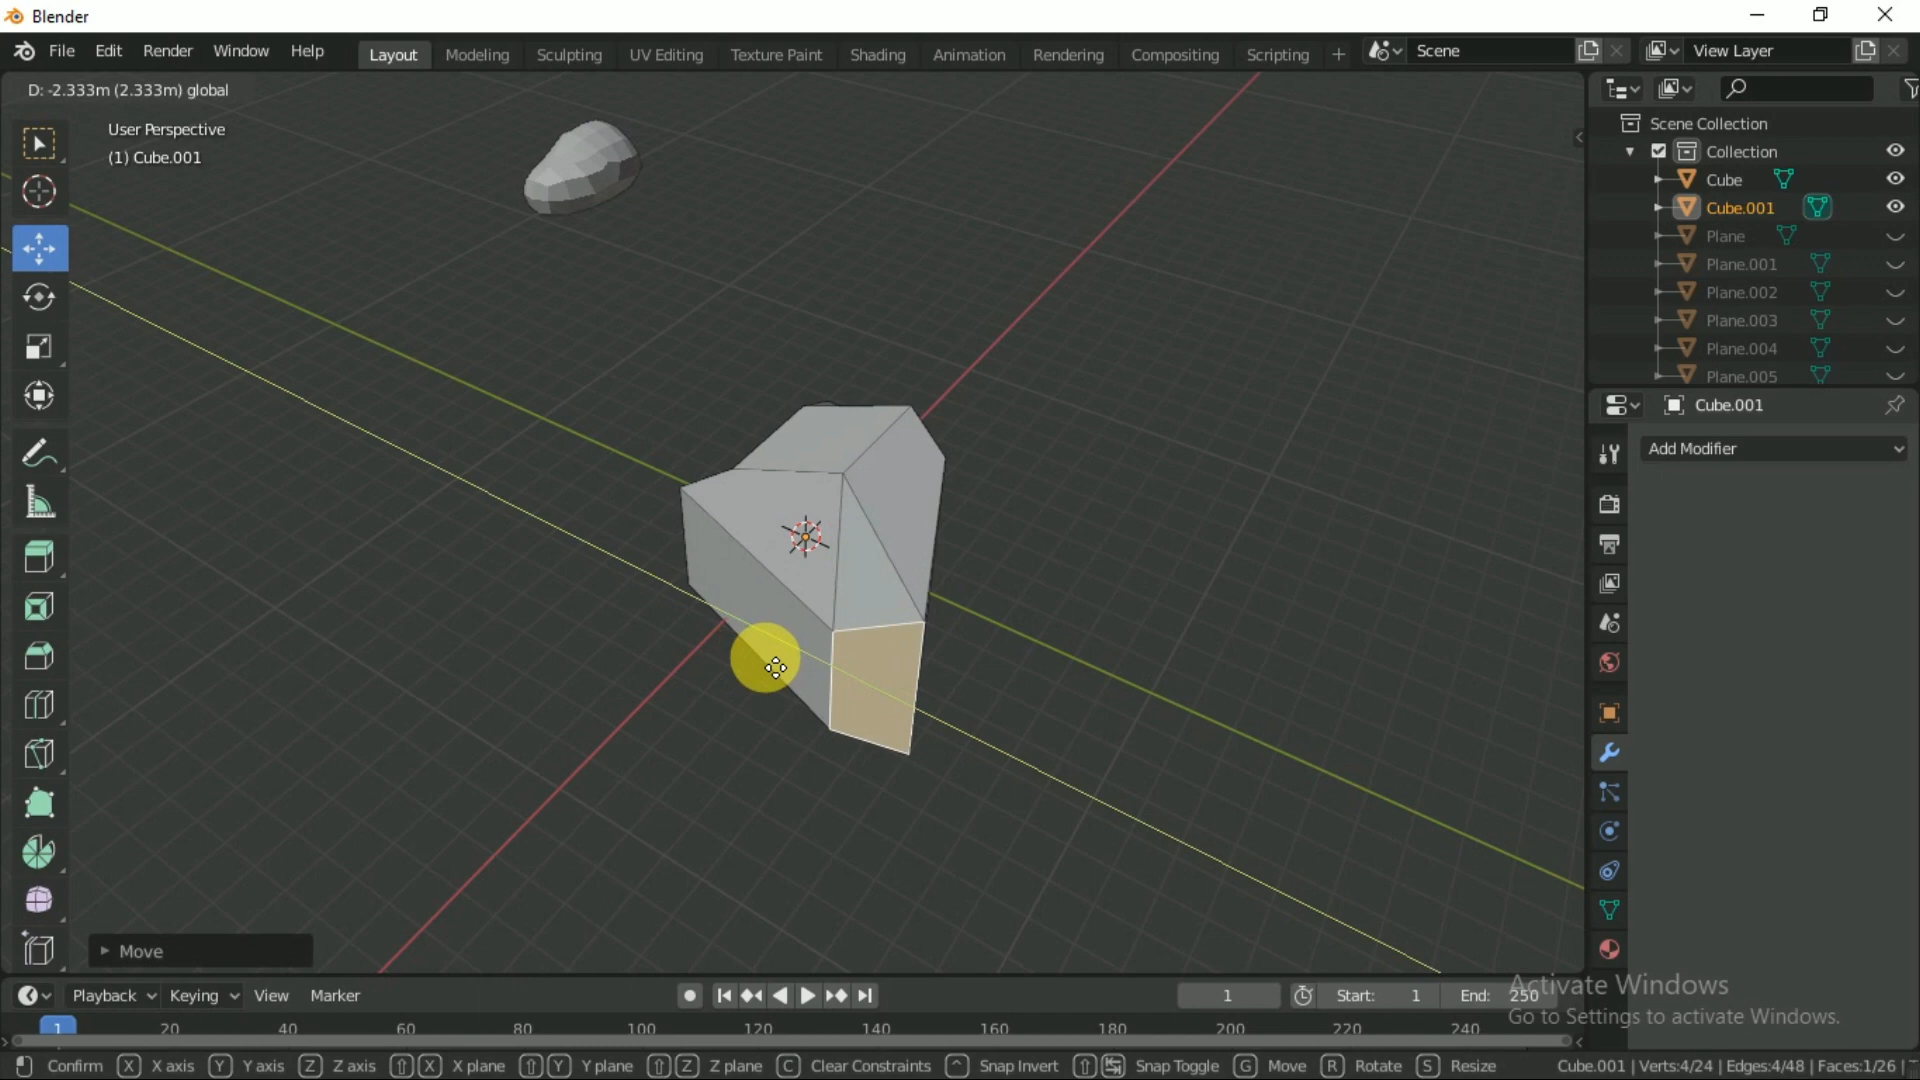 Blender
File Edit Render Window Help Layout Modeling Sculpting UV Editing Texture Paint Shading Animation Rendering Compositing Scripting + Scene View Layer
D: -2.333m (2.333m) global
User Perspective
(1) Cube.001
Scene Collection
Collection
Cube
Cube.001
Plane
Plane.001
Plane.002
Plane.003
Plane.004
Plane.005
Cube.001
Add Modifier
Move
Activate Windows
Go to Settings to activate Windows.
Playback Keying View Marker 1 Start: 1 End: 250
1 20 40 60 80 100 120 140 160 180 200 220 240
Confirm X X axis Y Y axis Z Z axis X X plane Y Y plane Z Z plane C Clear Constraints Snap Invert Snap Toggle G Move R Rotate S Resize Cube.001 | Verts:4/24 | Edges:4/48 | Faces:1/26 |